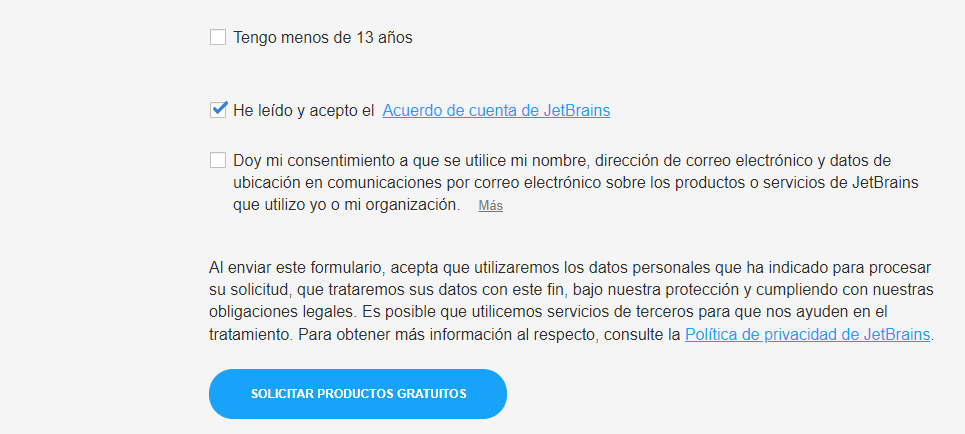 Tengo menos de 13 años
He leído y acepto el Acuerdo de cuenta de JetBrains
Doy mi consentimiento a que se utilice mi nombre, dirección de correo electrónico y datos de
ubicación en comunicaciones por correo electrónico sobre los productos o servicios de JetBrains
que utilizo yo o mi organización. Más
Al enviar este formulario, acepta que utilizaremos los datos personales que ha indicado para procesar
su solicitud, que trataremos sus datos con este fin, bajo nuestra protección y cumpliendo con nuestras
obligaciones legales. Es posible que utilicemos servicios de terceros para que nos ayuden en el
tratamiento. Para obtener más información al respecto, consulte la Política de privacidad de JetBrains.
SOLICITAR PRODUCTOS GRATUITOS